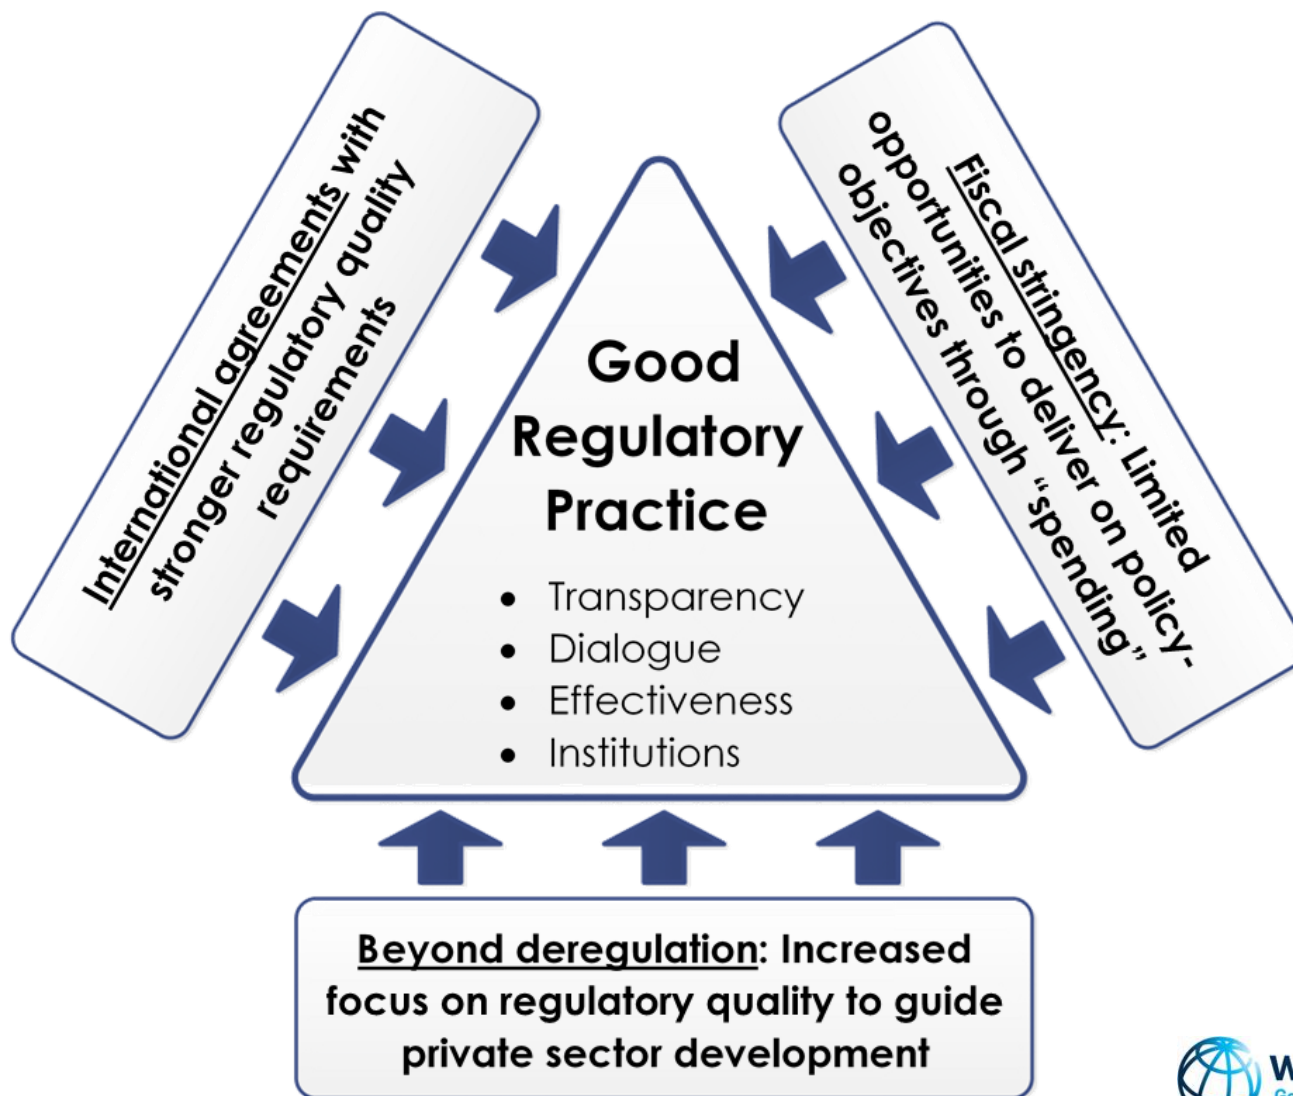 International agreements with
stronger regulatory quality
requirements
Fiscal stringency: Limited
opportunities to deliver on policy-
objectives through “spending”
Good
Regulatory
Practice
• Transparency
• Dialogue
• Effectiveness
• Institutions
Beyond deregulation: Increased
focus on regulatory quality to guide
private sector development